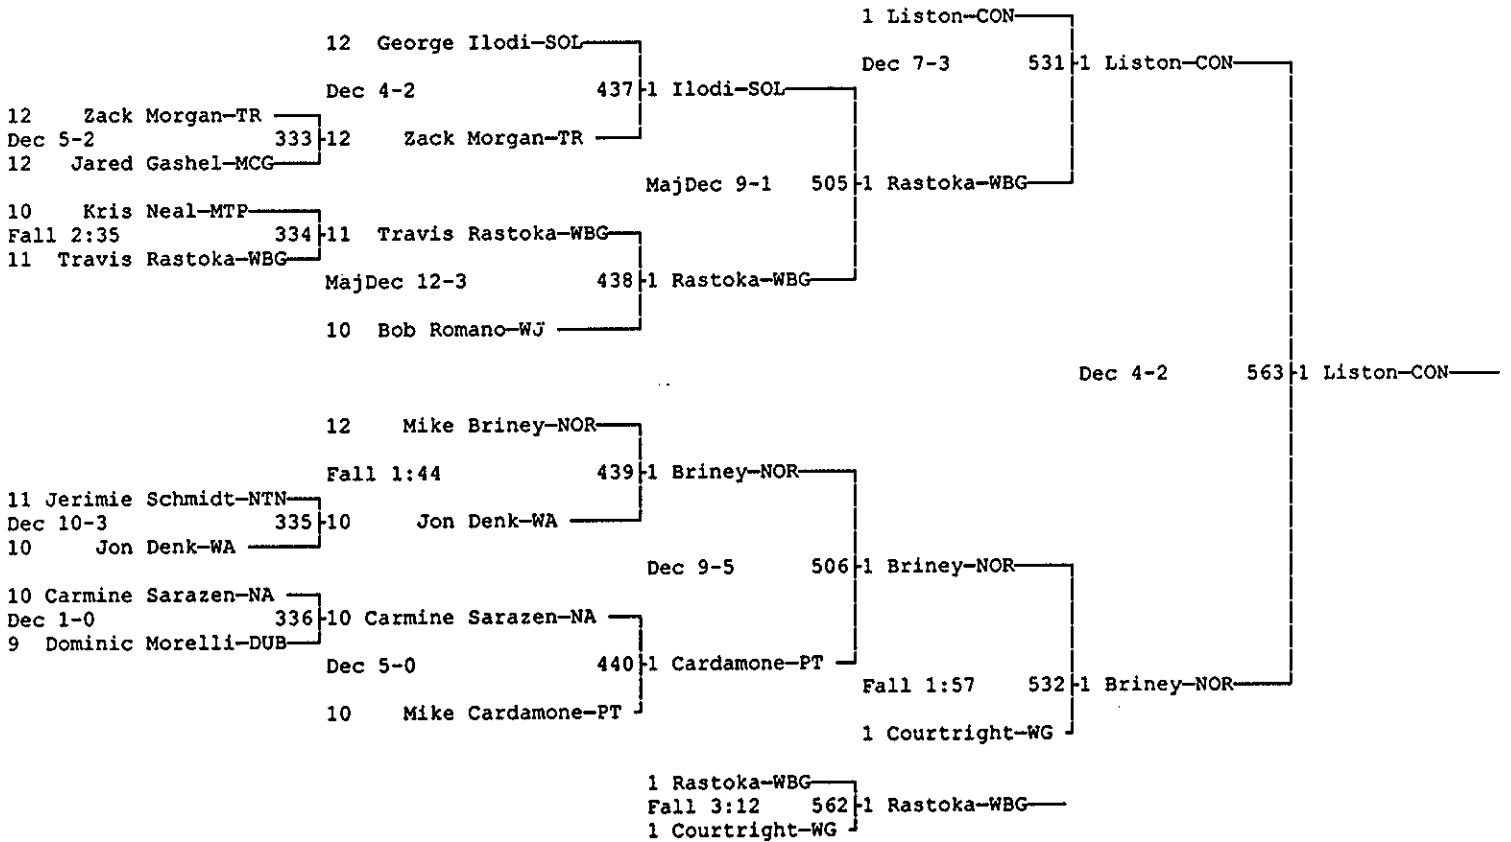 1 Liston-CON
12 George Ilodi-SOL
Dec 7-3 531 1 Liston-CON
Dec 4-2 437 1 Ilodi-SOL
12 Zack Morgan-TR
Dec 5-2 333 12 Zack Morgan-TR
12 Jared Gashel-MCG
MajDec 9-1 505 1 Rastoka-WBG
10 Kris Neal-MTP
Fall 2:35 334 11 Travis Rastoka-WBG
11 Travis Rastoka-WBG
MajDec 12-3 438 1 Rastoka-WBG
10 Bob Romano-WJ
Dec 4-2 563 1 Liston-CON
12 Mike Briney-NOR
Fall 1:44 439 1 Briney-NOR
11 Jerimie Schmidt-NTN
Dec 10-3 335 10 Jon Denk-WA
10 Jon Denk-WA
Dec 9-5 506 1 Briney-NOR
10 Carmine Sarazen-NA
Dec 1-0 336 10 Carmine Sarazen-NA
9 Dominic Morelli-DUB
Dec 5-0 440 1 Cardamone-PT
Fall 1:57 532 1 Briney-NOR
10 Mike Cardamone-PT
1 Courtright-WG
1 Rastoka-WBG
Fall 3:12 562 1 Rastoka-WBG
1 Courtright-WG